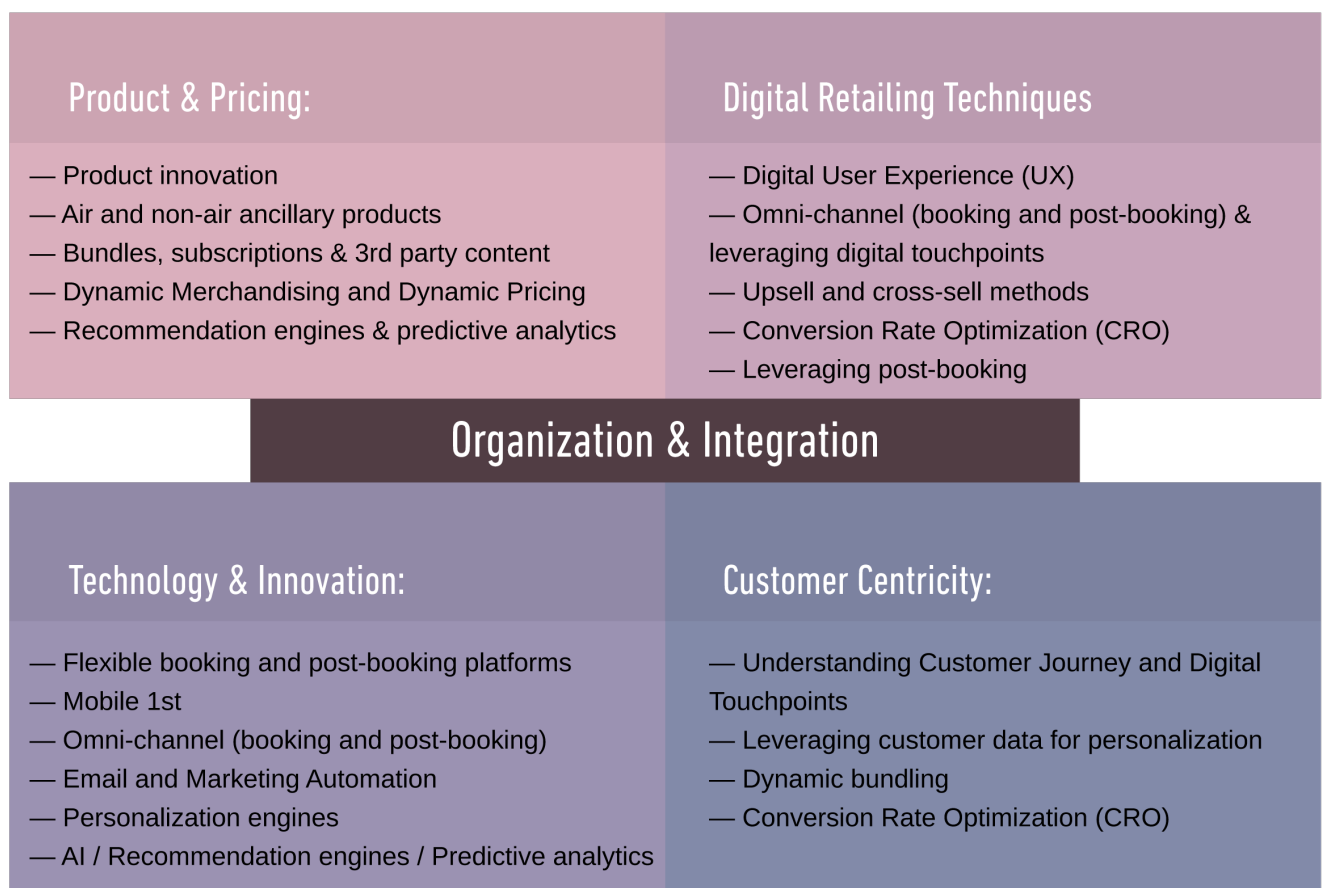 Product & Pricing:
— Product innovation
— Air and non-air ancillary products
— Bundles, subscriptions & 3rd party content
— Dynamic Merchandising and Dynamic Pricing
— Recommendation engines & predictive analytics
Digital Retailing Techniques
— Digital User Experience (UX)
— Omni-channel (booking and post-booking) &
leveraging digital touchpoints
— Upsell and cross-sell methods
— Conversion Rate Optimization (CRO)
— Leveraging post-booking
Organization & Integration
Technology & Innovation:
— Flexible booking and post-booking platforms
— Mobile 1st
— Omni-channel (booking and post-booking)
— Email and Marketing Automation
— Personalization engines
— AI / Recommendation engines / Predictive analytics
Customer Centricity:
— Understanding Customer Journey and Digital
Touchpoints
— Leveraging customer data for personalization
— Dynamic bundling
— Conversion Rate Optimization (CRO)